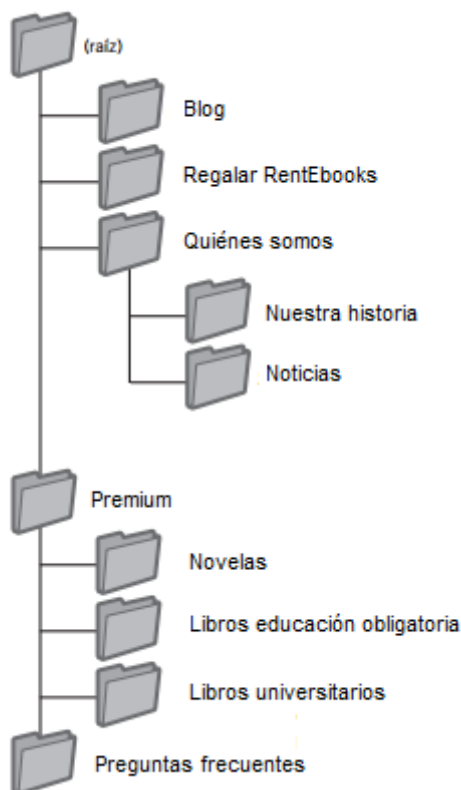 (raíz)
Blog
Regalar RentEbooks
Quiénes somos
Nuestra historia
Noticias
Premium
Novelas
Libros educación obligatoria
Libros universitarios
Preguntas frecuentes